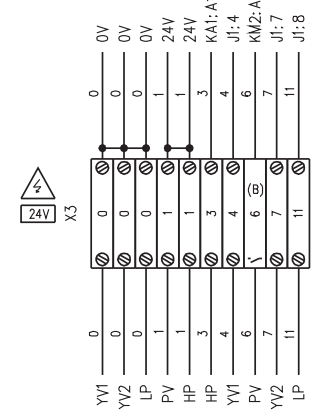 0V 0V 0V 24V 24V KA1:A J1:4 KM2:A J1:7 J1:8
0 0 0 1 1 3 4 6 7 11
24V
X3
(B)
0 0 0 1 1 3 4 6 7 11
0 0 0 1 1 3 4 6 7 11
YV1 YV2 LP PV HP HP YV1 PV YV2 LP